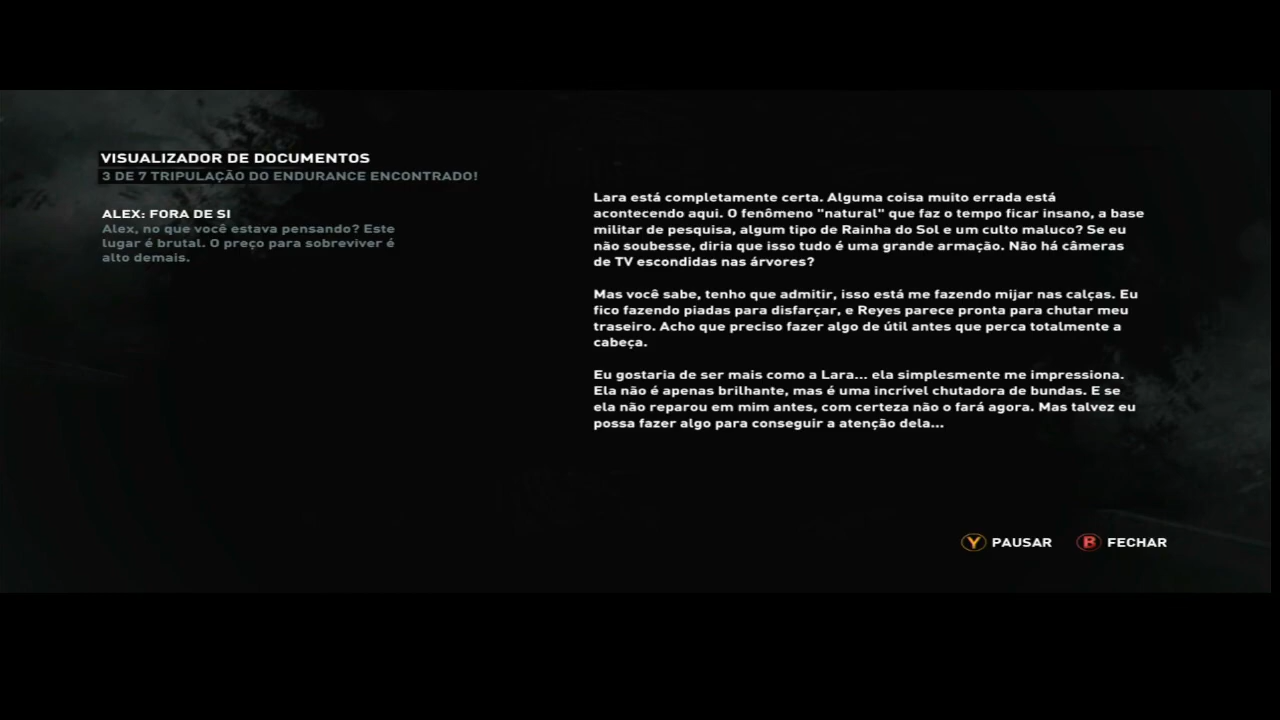 VISUALIZADOR DE DOCUMENTOS
3 DE 7 TRIPULAÇÃO DO ENDURANCE ENCONTRADO!
ALEX: FORA DE SI
Alex, no que você estava pensando? Este
lugar é brutal. O preço para sobreviver é
alto demais.
Lara está completamente certa. Alguma coisa muito errada está
acontecendo aqui. O fenômeno "natural" que faz o tempo ficar insano, a base
militar de pesquisa, algum tipo de Rainha do Sol e um culto maluco? Se eu
não soubesse, diria que isso tudo é uma grande armação. Não há câmeras
de TV escondidas nas árvores?
Mas você sabe, tenho que admitir, isso está me fazendo mijar nas calças. Eu
fico fazendo piadas para disfarçar, e Reyes parece pronta para chutar meu
traseiro. Acho que preciso fazer algo de útil antes que perca totalmente a
cabeça.
Eu gostaria de ser mais como a Lara... ela simplesmente me impressiona.
Ela não é apenas brilhante, mas é uma incrível chutadora de bundas. E se
ela não reparou em mim antes, com certeza não o fará agora. Mas talvez eu
possa fazer algo para conseguir a atenção dela...
Y PAUSAR B FECHAR